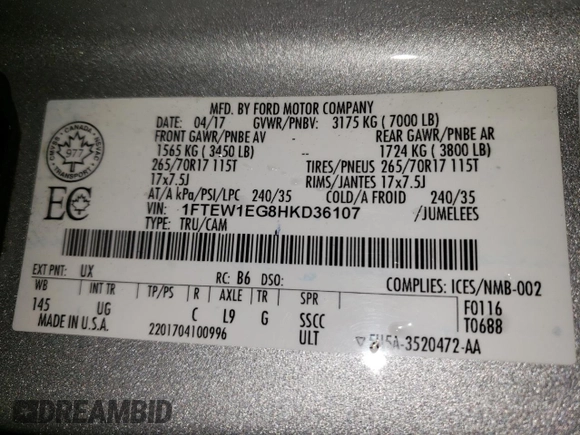 MFD. BY FORD MOTOR COMPANY
DATE: 04/17 GVWR/PNBV: 3175 KG ( 7000 LB)
FRONT GAWR/PNBE AV REAR GAWR/PNBE AR
1565 KG ( 3450 LB) 1724 KG ( 3800 LB)
265/70R17 115T TIRES/PNEUS 265/70R17 115T
17x7.5J RIMS/JANTES 17x7.5J
AT/A kPa/PSI/LPC 240/35 COLD/A FROID 240/35
VIN: 1FTEW1EG8HKD36107 /JUMELEES
TYPE: TRU/CAM
CANADA
TRANSPORT
977
EC
EXT PNT: UX RC: B6 DSO: COMPLIES: ICES/NMB-002
WB INT TR TP/PS R AXLE TR SPR F0116
145 UG C L9 G SSCC T0688
MADE IN U.S.A. 2201704100996 ULT -3520472-AA
DREAMBID